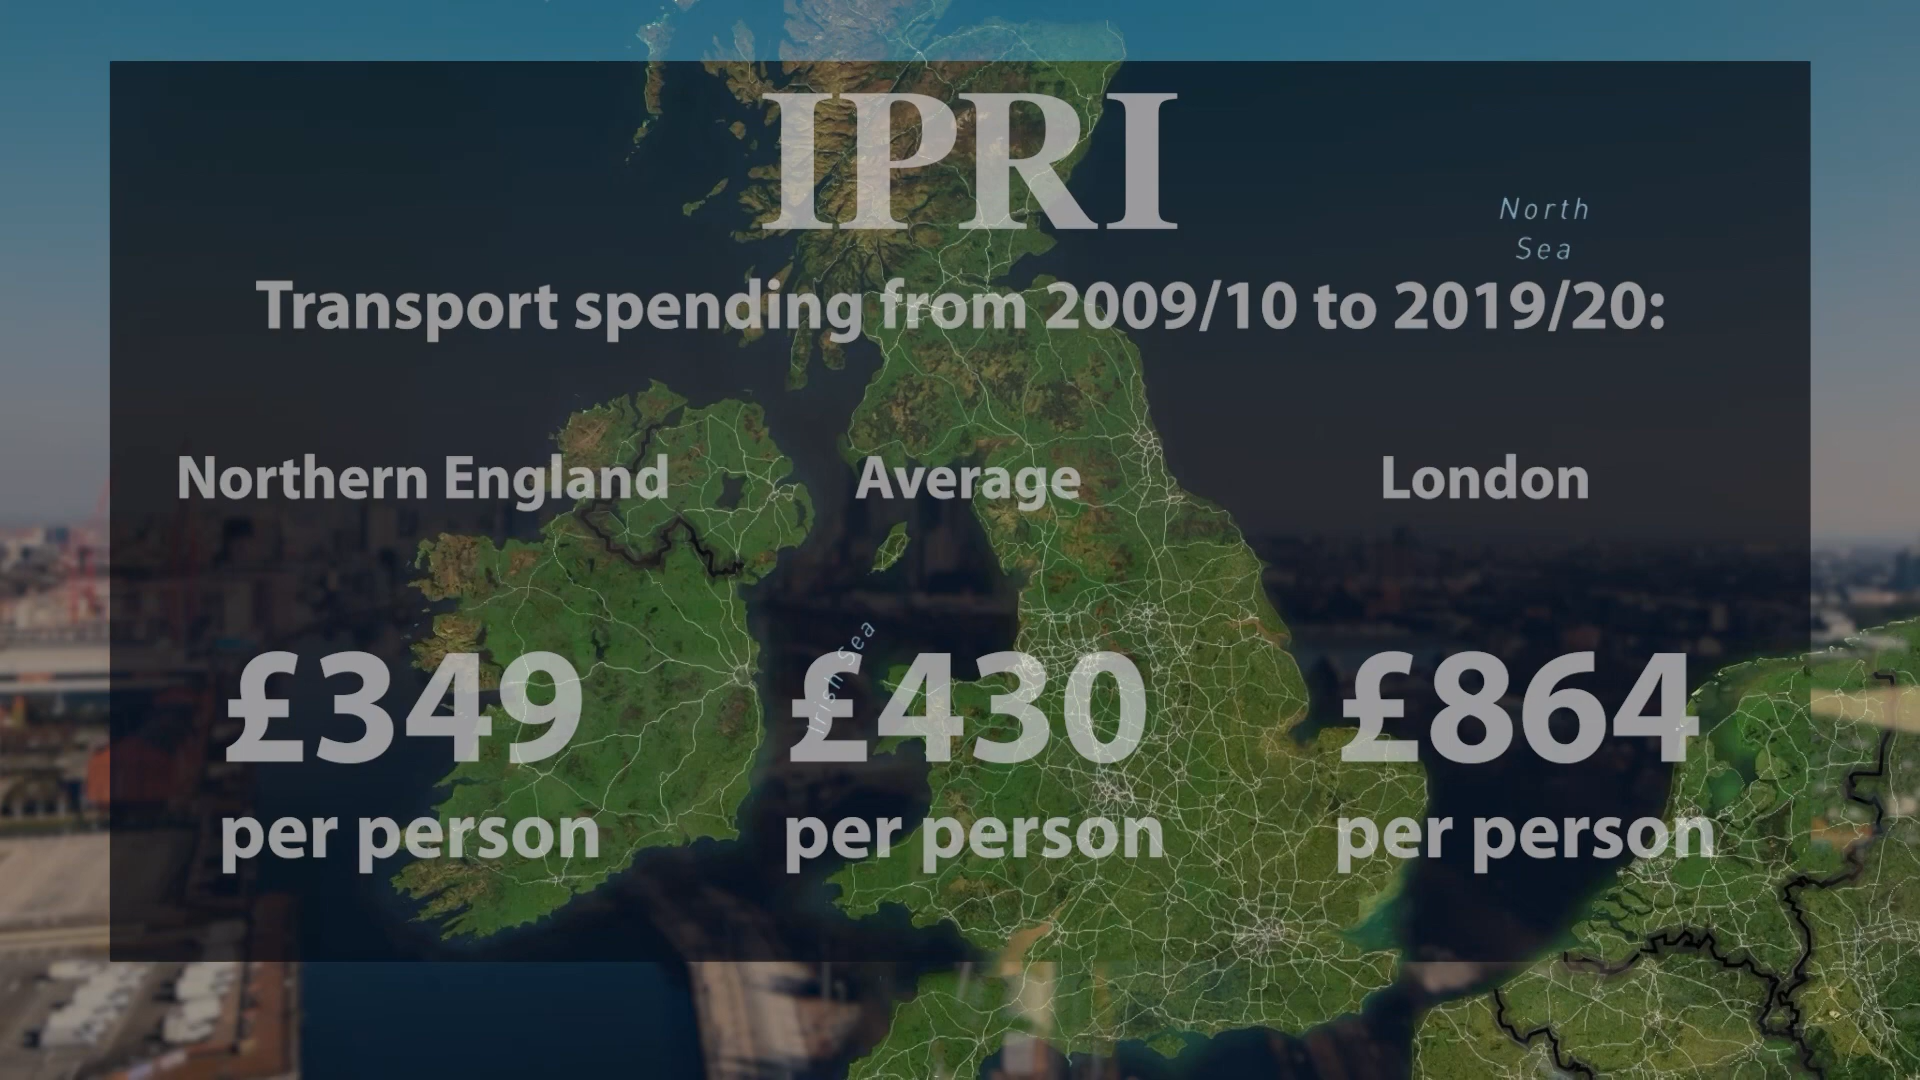 IPRI
North
Sea
Transport spending from 2009/10 to 2019/20:
Northern England
Average
London
Irish Sea
£349
£430
£864
per person
per person
per person